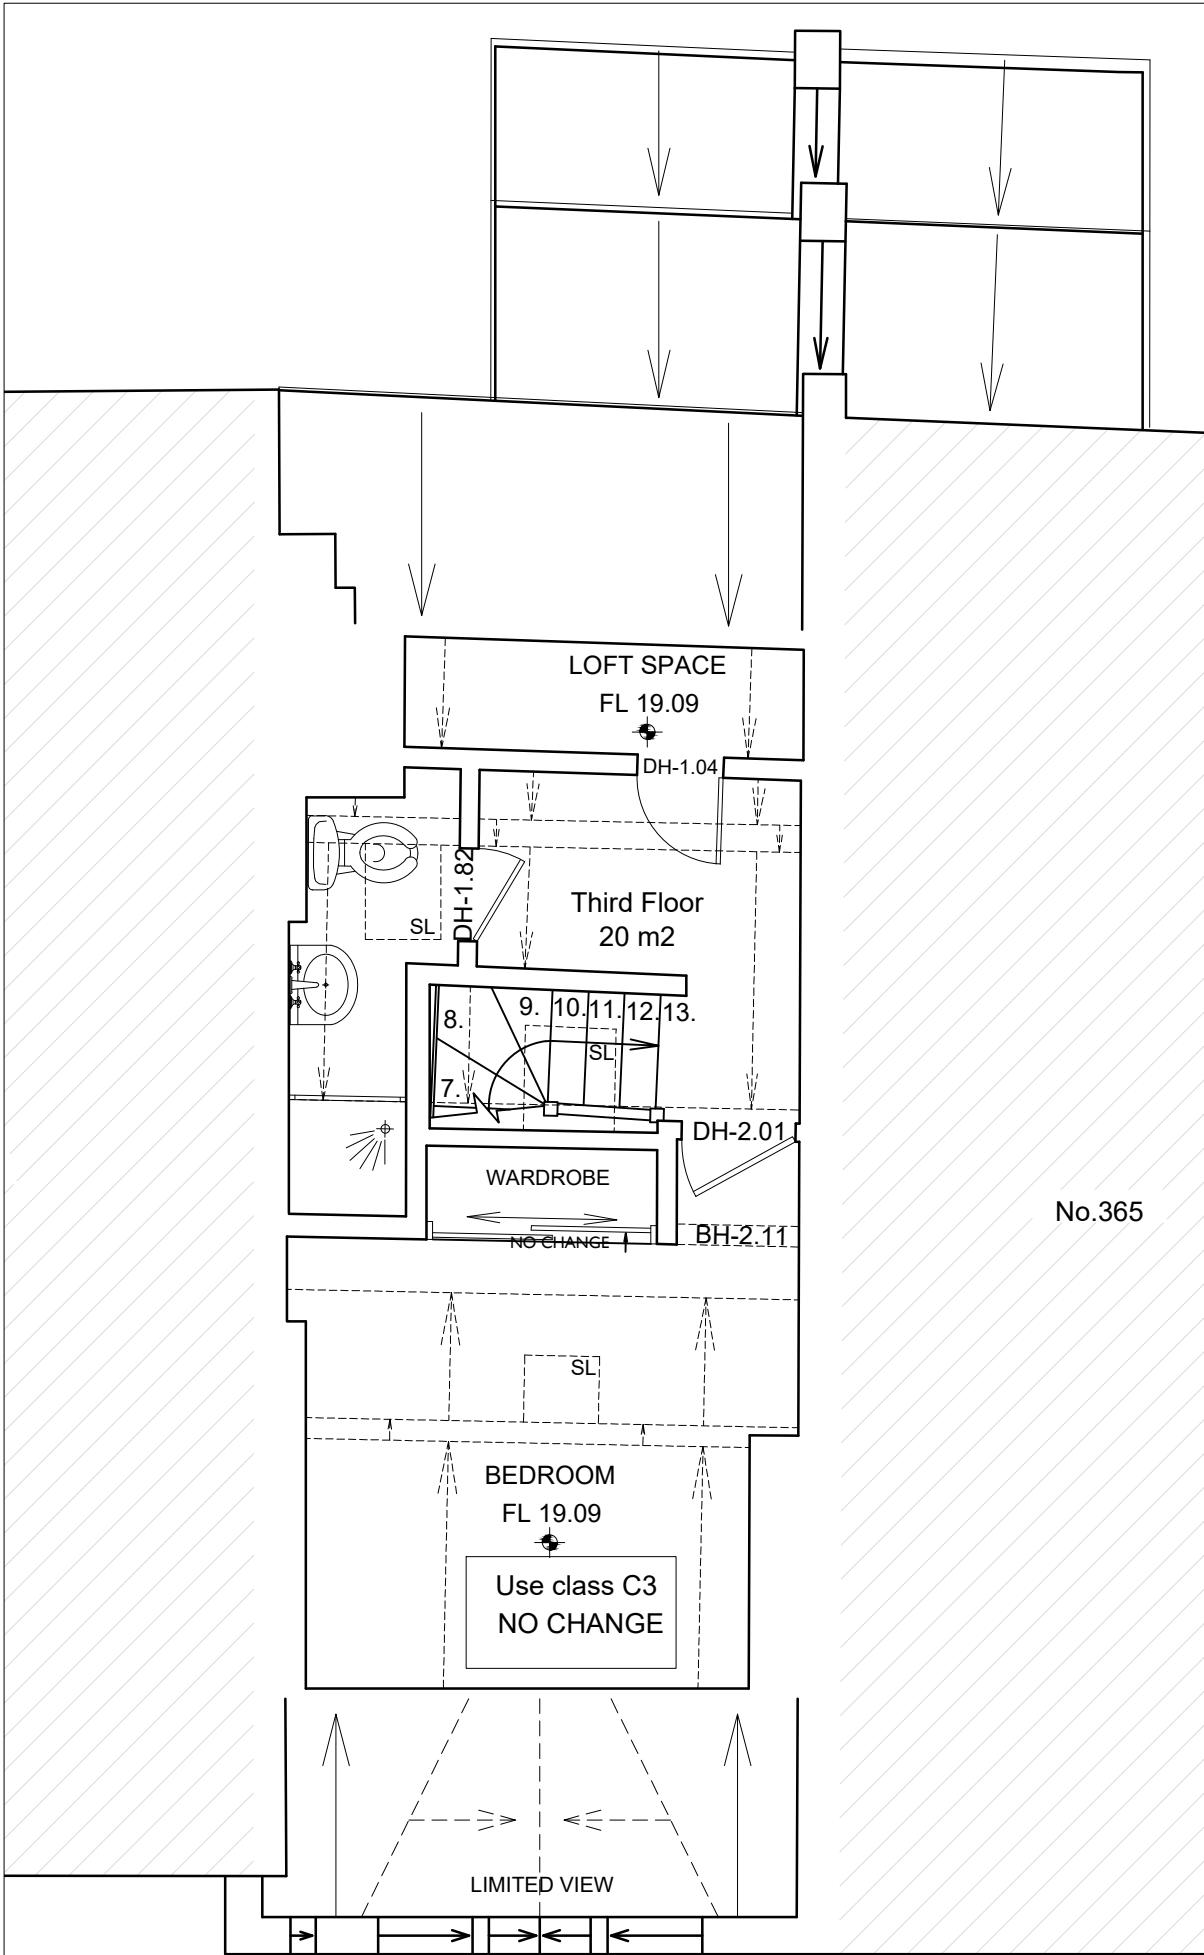 LOFT SPACE
FL 19.09
DH-1.04
DH-1.82
Third Floor
20 m2
SL
8.
9.
10.
11.
12.
13.
SL
7.
DH-2.01
WARDROBE
NO CHANGE
BH-2.11
No.365
SL
BEDROOM
FL 19.09
Use class C3
NO CHANGE
LIMITED VIEW